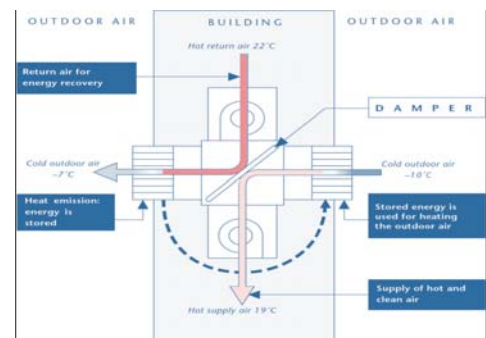 OUTDOOR AIR
BUILDING
OUTDOOR AIR
Hot return air 22°C
Return air for
energy recovery
DAMPER
Cold outdoor air
-7°C
Cold outdoor air
-10°C
Heat emission:
energy is
stored
Stored energy is
used for heating
the outdoor air
Supply of hot and
clean air
Hot supply air 19°C